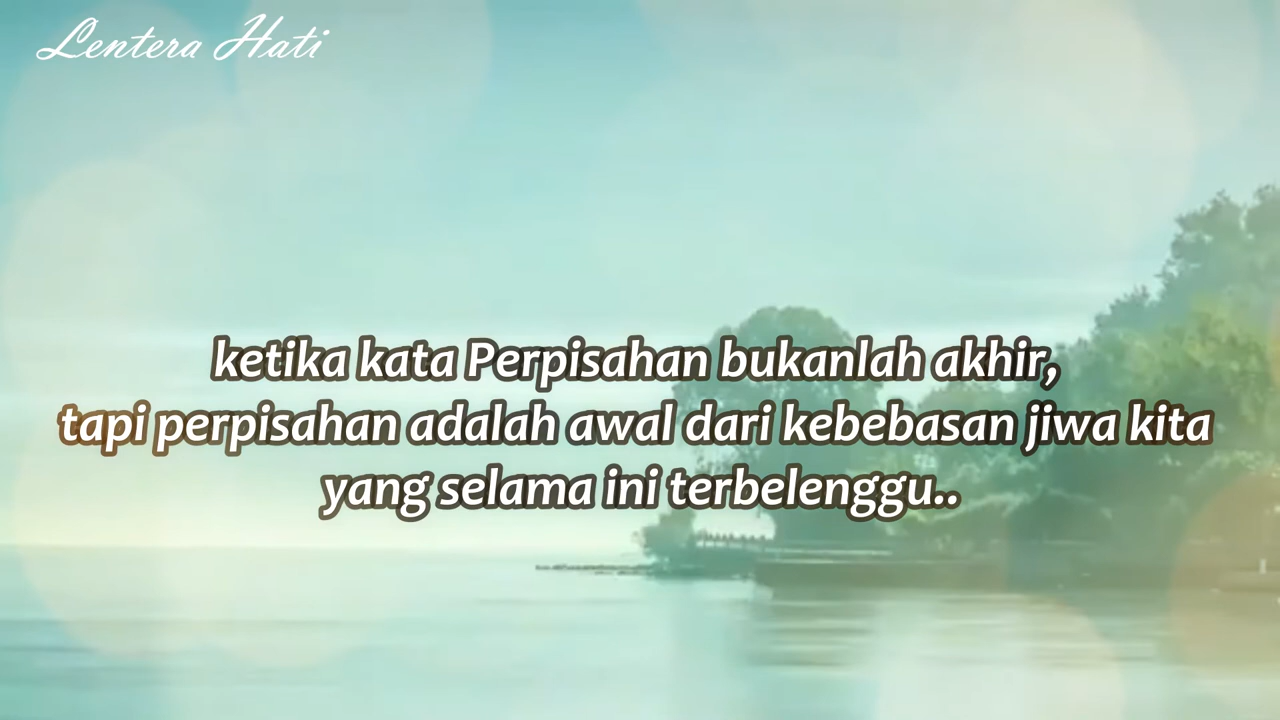 Lentera Hati
ketika kata Perpisahan bukanlah akhir,
tapi perpisahan adalah awal dari kebebasan jiwa kita
yang selama ini terbelenggu..